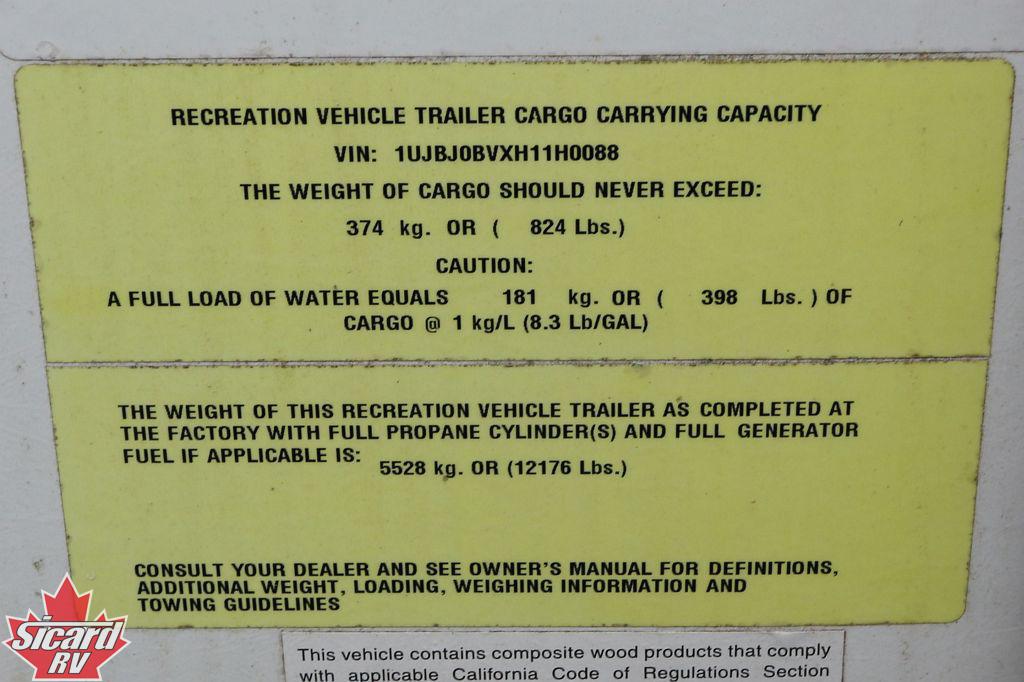 RECREATION VEHICLE TRAILER CARGO CARRYING CAPACITY
VIN: 1UJBJ0BVXH11H0088
THE WEIGHT OF CARGO SHOULD NEVER EXCEED:
374 kg. OR ( 824 Lbs.)
CAUTION:
A FULL LOAD OF WATER EQUALS 181 kg. OR ( 398 Lbs. ) OF
CARGO @ 1 kg/L (8.3 Lb/GAL)
THE WEIGHT OF THIS RECREATION VEHICLE TRAILER AS COMPLETED AT
THE FACTORY WITH FULL PROPANE CYLINDER(S) AND FULL GENERATOR
FUEL IF APPLICABLE IS: 5528 kg. OR (12176 Lbs.)
CONSULT YOUR DEALER AND SEE OWNER'S MANUAL FOR DEFINITIONS,
ADDITIONAL WEIGHT, LOADING, WEIGHING INFORMATION AND
TOWING GUIDELINES
Sicard
RV
This vehicle contains composite wood products that comply
with applicable California Code of Regulations Section